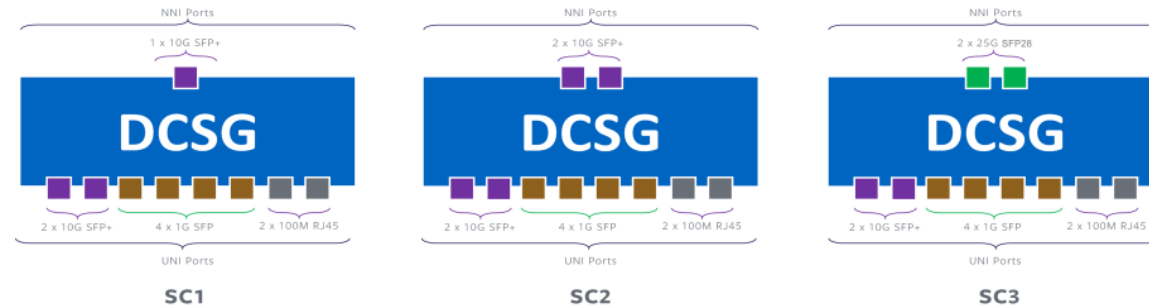 NNI Ports
1 x 10G SFP+
DCSG
2 x 10G SFP+
4 x 1G SFP
2 x 100M RJ45
UNI Ports
SC1
NNI Ports
2 x 10G SFP+
DCSG
2 x 10G SFP+
4 x 1G SFP
2 x 100M RJ45
UNI Ports
SC2
NNI Ports
2 x 25G SFP28
DCSG
2 x 10G SFP+
4 x 1G SFP
2 x 100M RJ45
UNI Ports
SC3